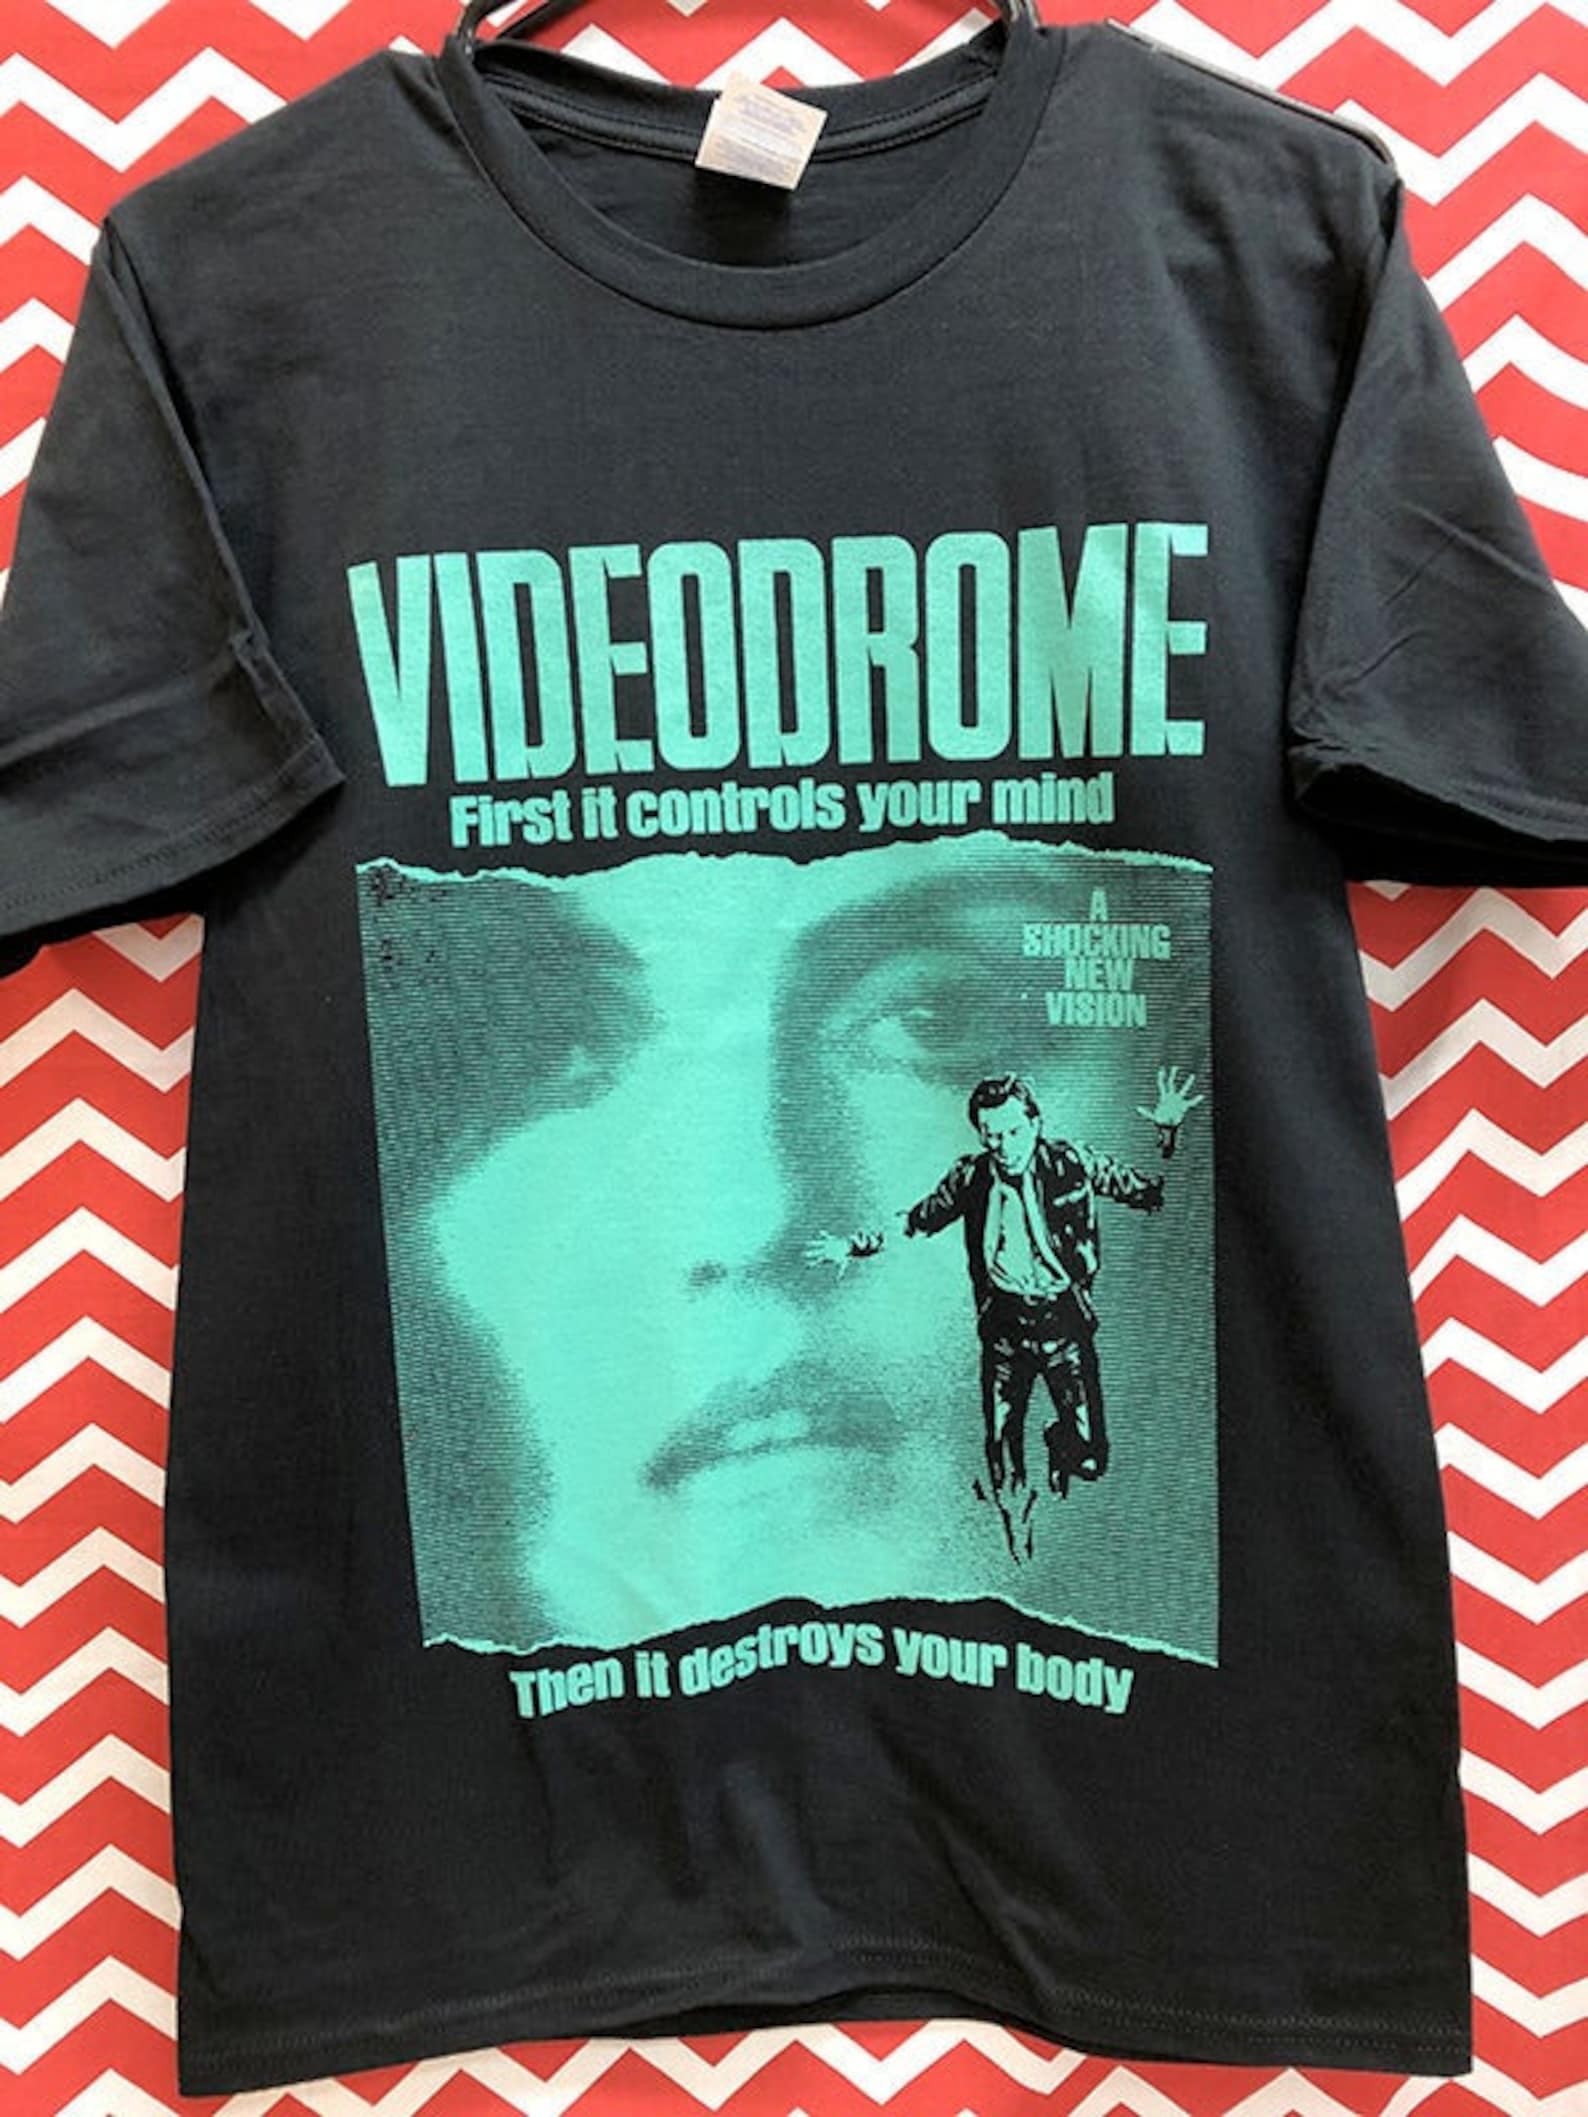 VIDEODROME
First it controls your mind
A
SHOCKING
NEW
VISION
Then it destroys your body